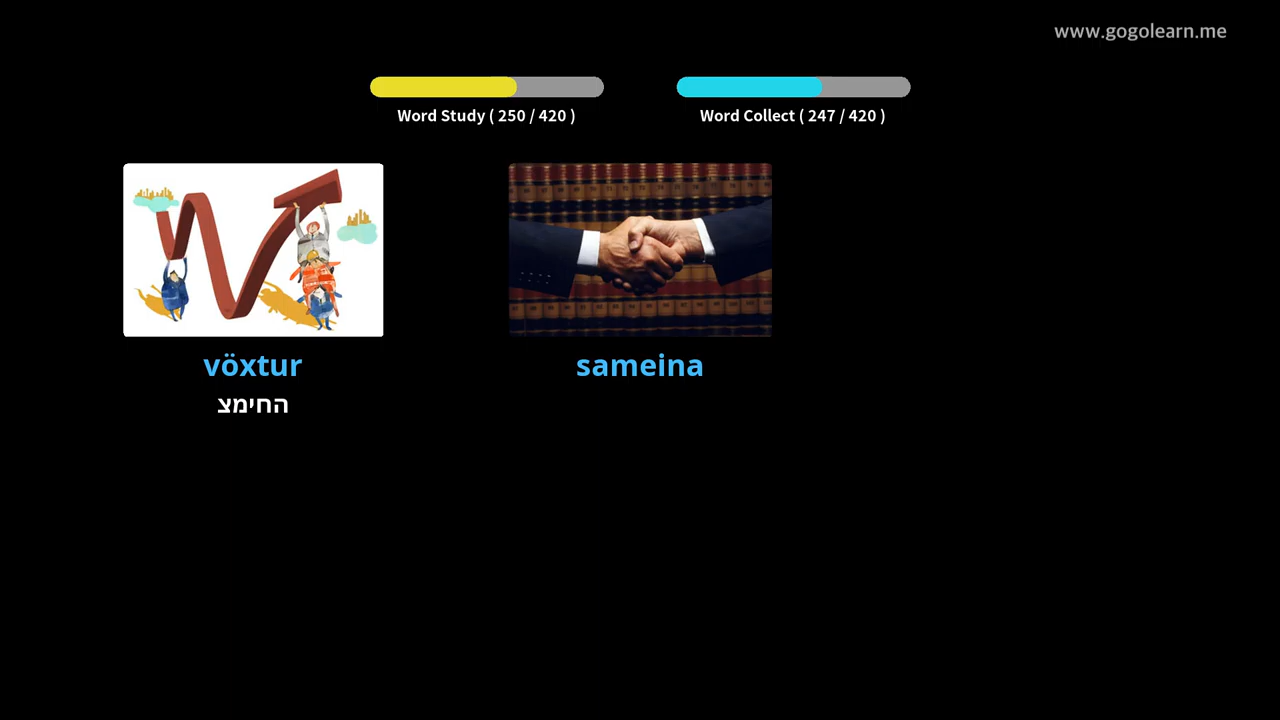 www.gogolearn.me
Word Study ( 250 / 420 )
Word Collect ( 247 / 420 )
vöxtur
sameina
החימצ